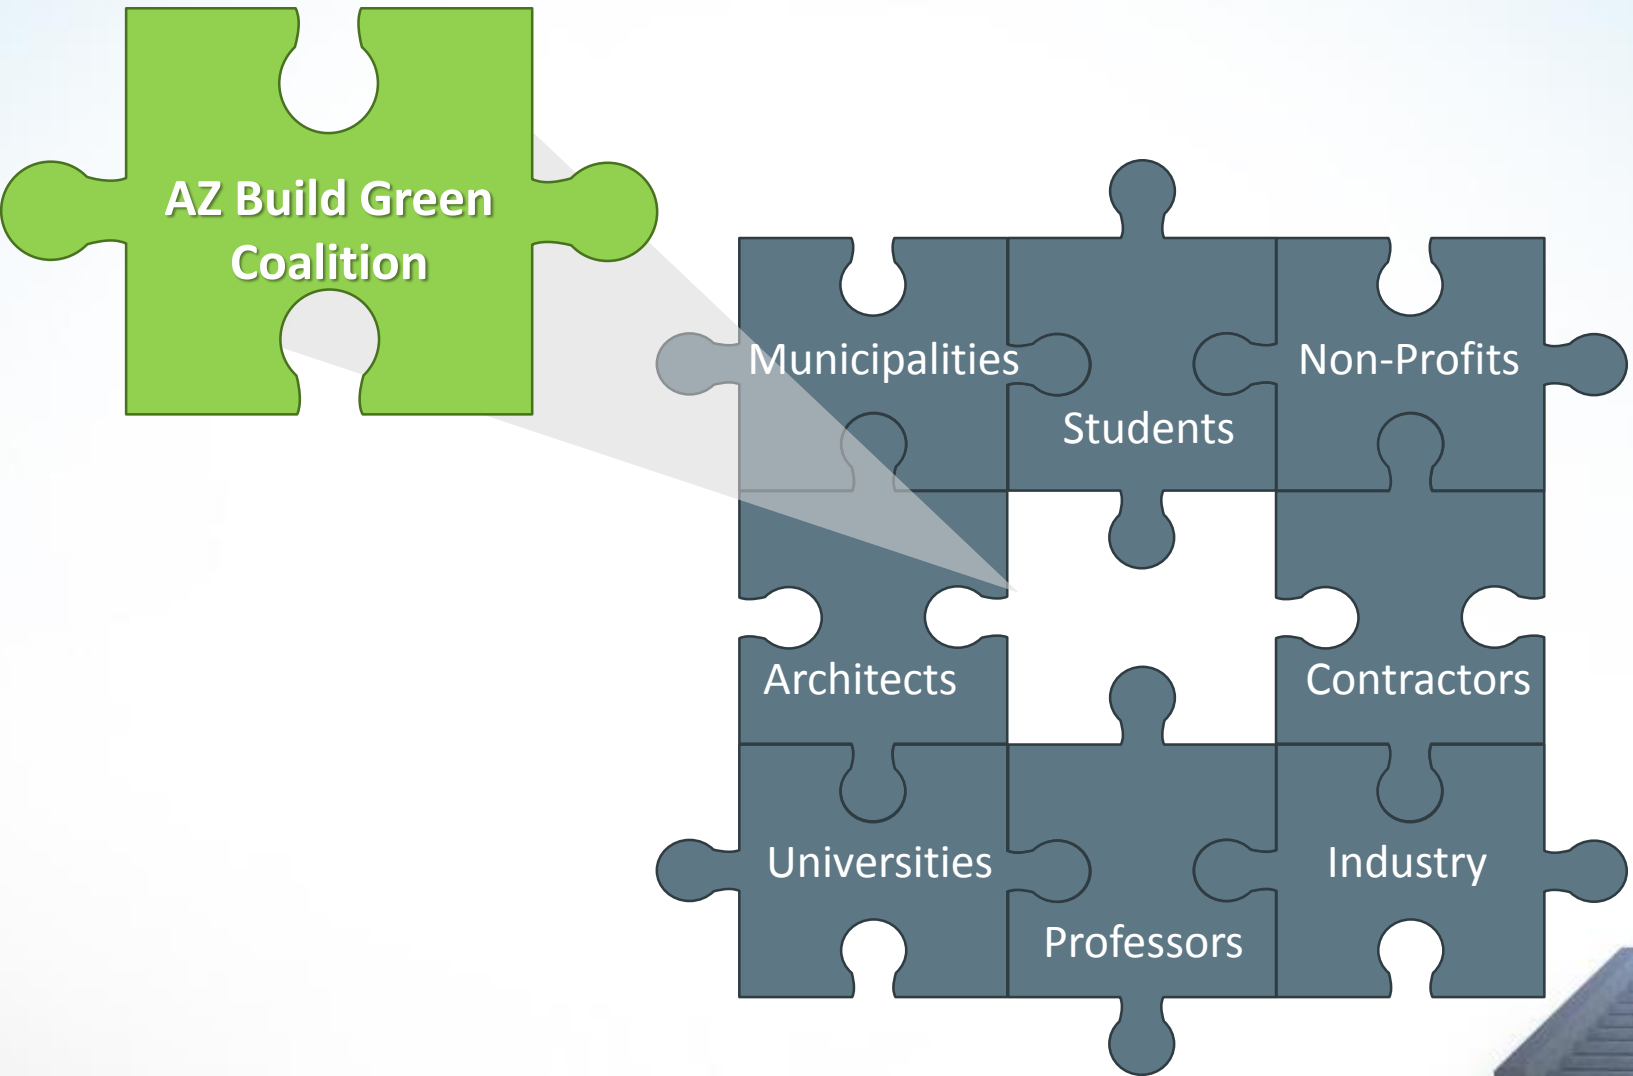 AZ Build Green
Coalition
Municipalities
Students
Non-Profits
Architects
Contractors
Universities
Professors
Industry